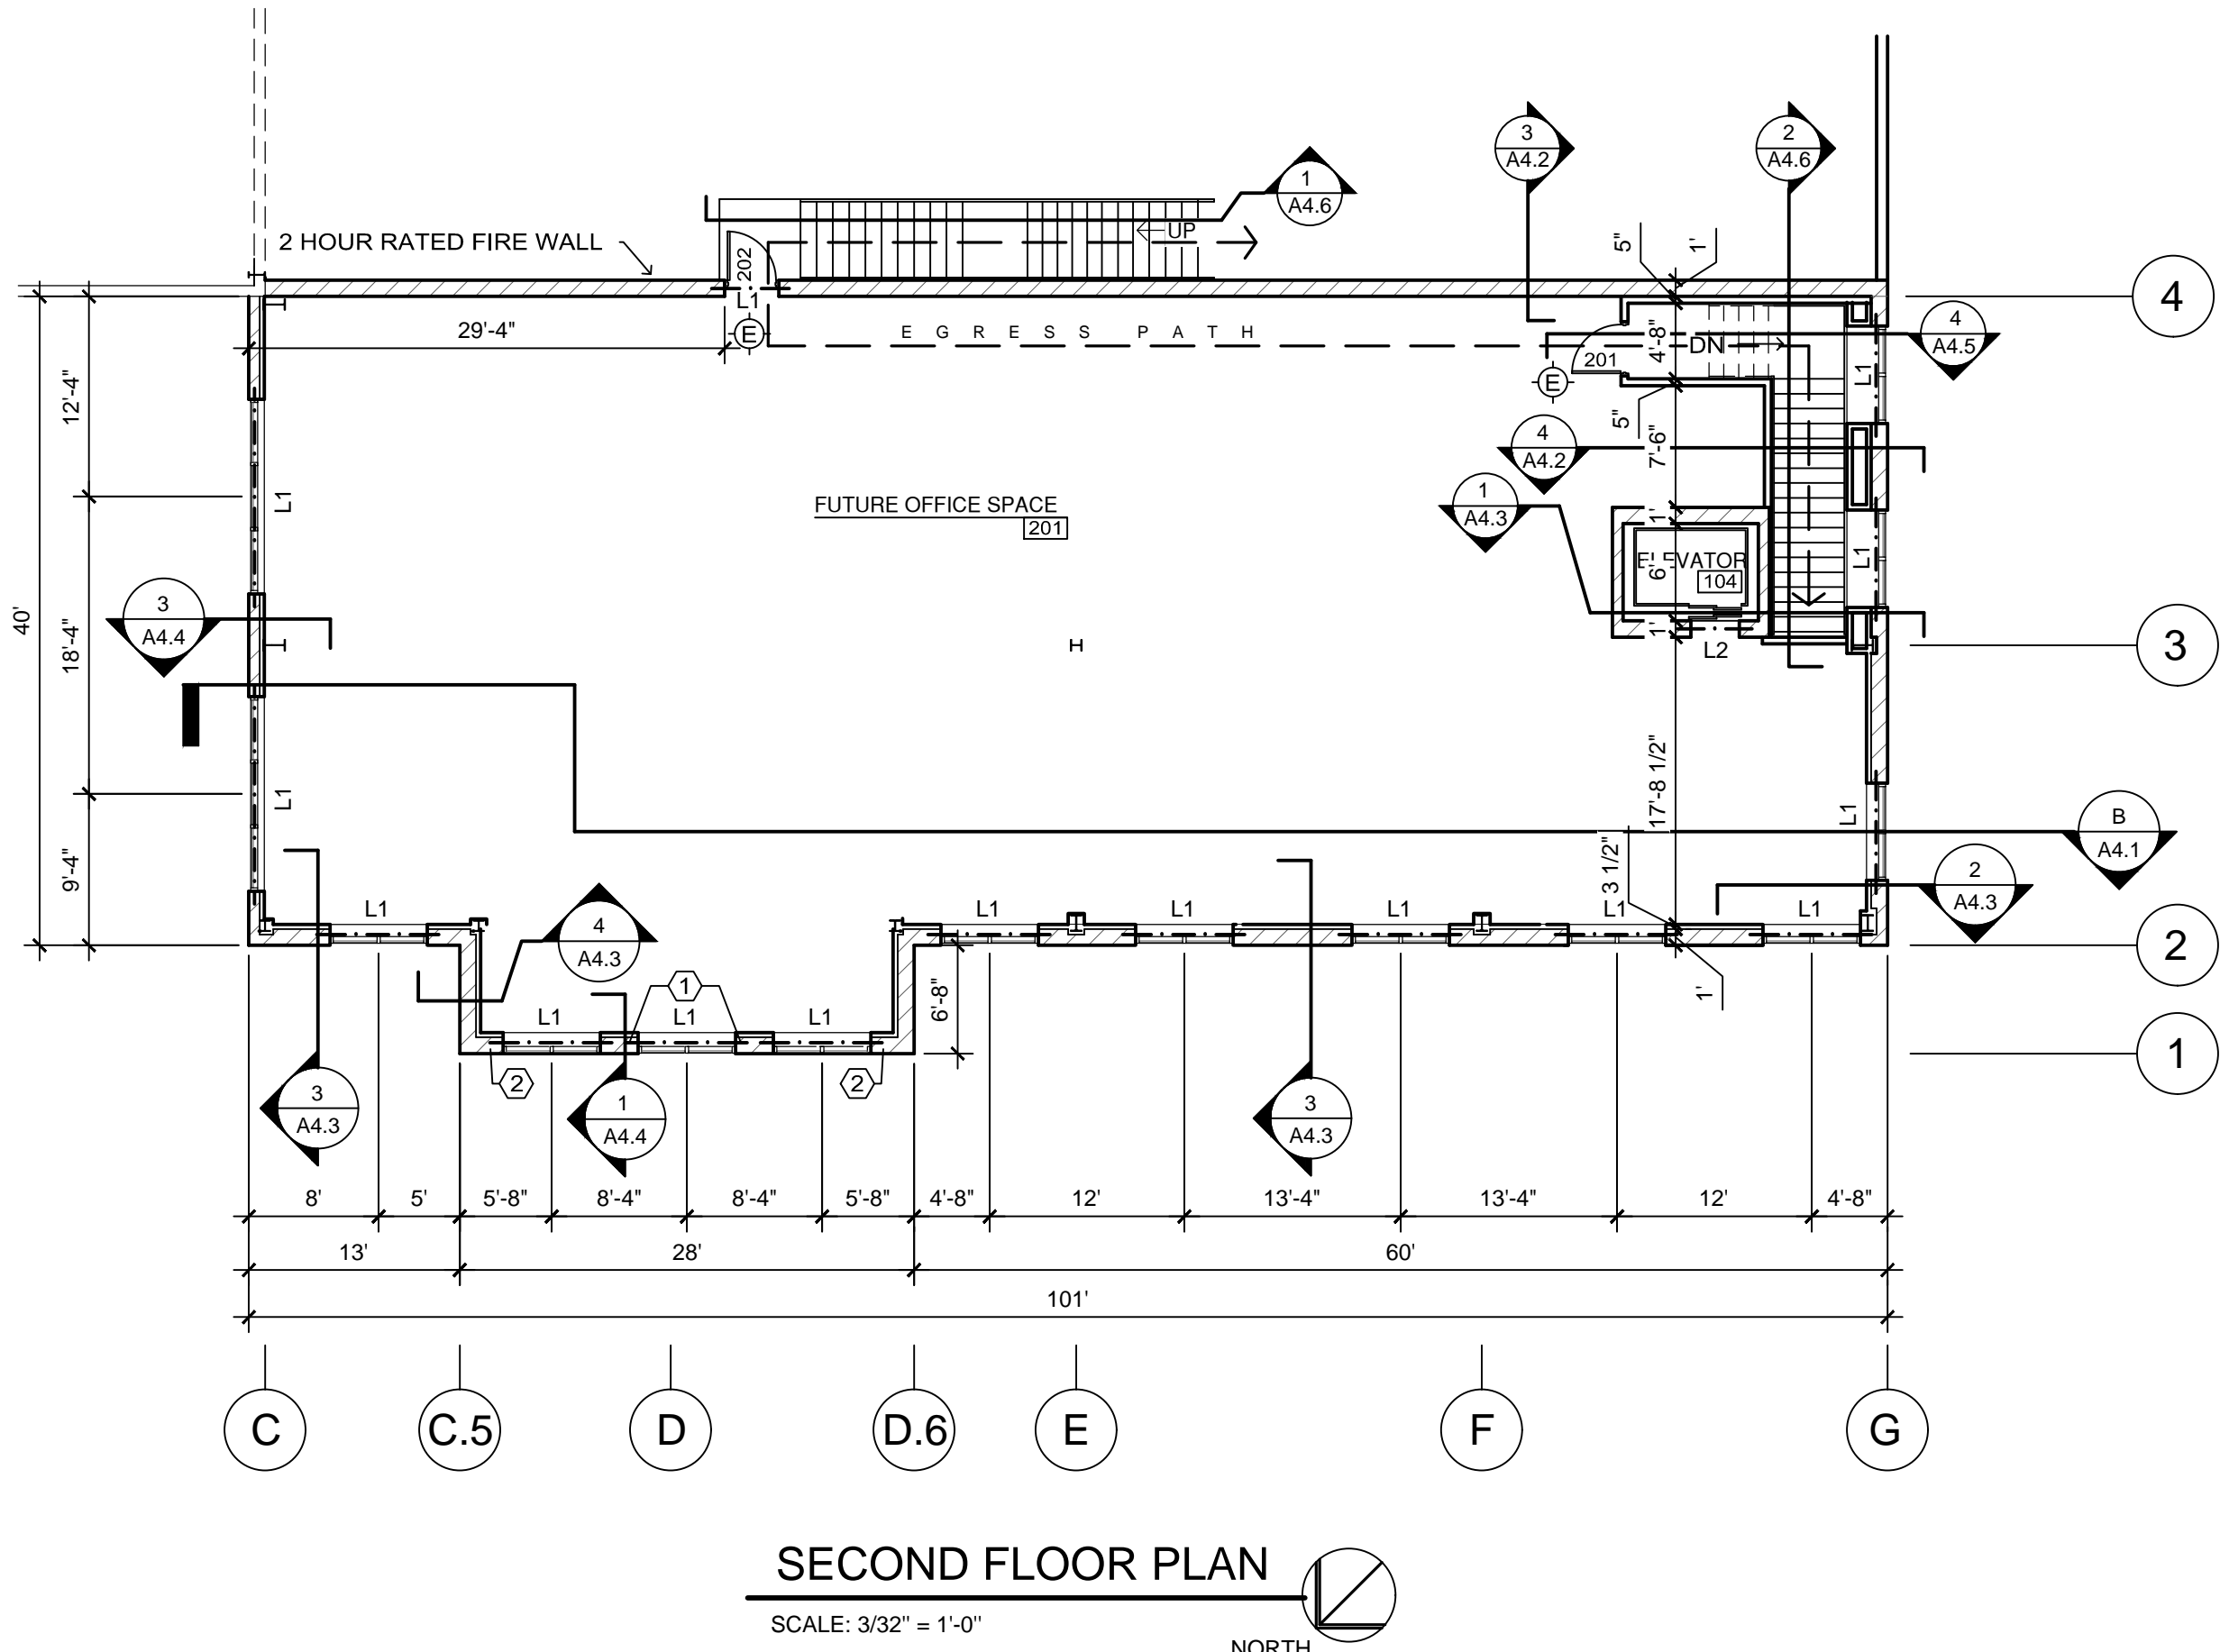 3
A4.2
2
A4.6
1
A4.6
2 HOUR RATED FIRE WALL
UP
202
L1
E
5"
1'
4
29'-4"
EGRESS PATH
4'-8"
DN
201
E
L1
4
A4.5
12'-4"
5"
7'-6"
4
A4.2
1
A4.3
L1
FUTURE OFFICE SPACE
201
1'
ELEVATOR
6'
104
L1
40'
3
A4.4
18'-4"
H
1'
L2
3
17'-8 1/2"
L1
L1
B
A4.1
9'-4"
3 1/2"
2
A4.3
L1
L1
L1
L1
L1
L1
4
A4.3
2
1
6'-8"
1'
L1
L1
L1
1
2
2
3
A4.3
1
A4.4
3
A4.3
8'
5'
5'-8"
8'-4"
8'-4"
5'-8"
4'-8"
12'
13'-4"
13'-4"
12'
4'-8"
13'
28'
60'
101'
C
C.5
D
D.6
E
F
G
SECOND FLOOR PLAN
SCALE: 3/32" = 1'-0"
NORTH